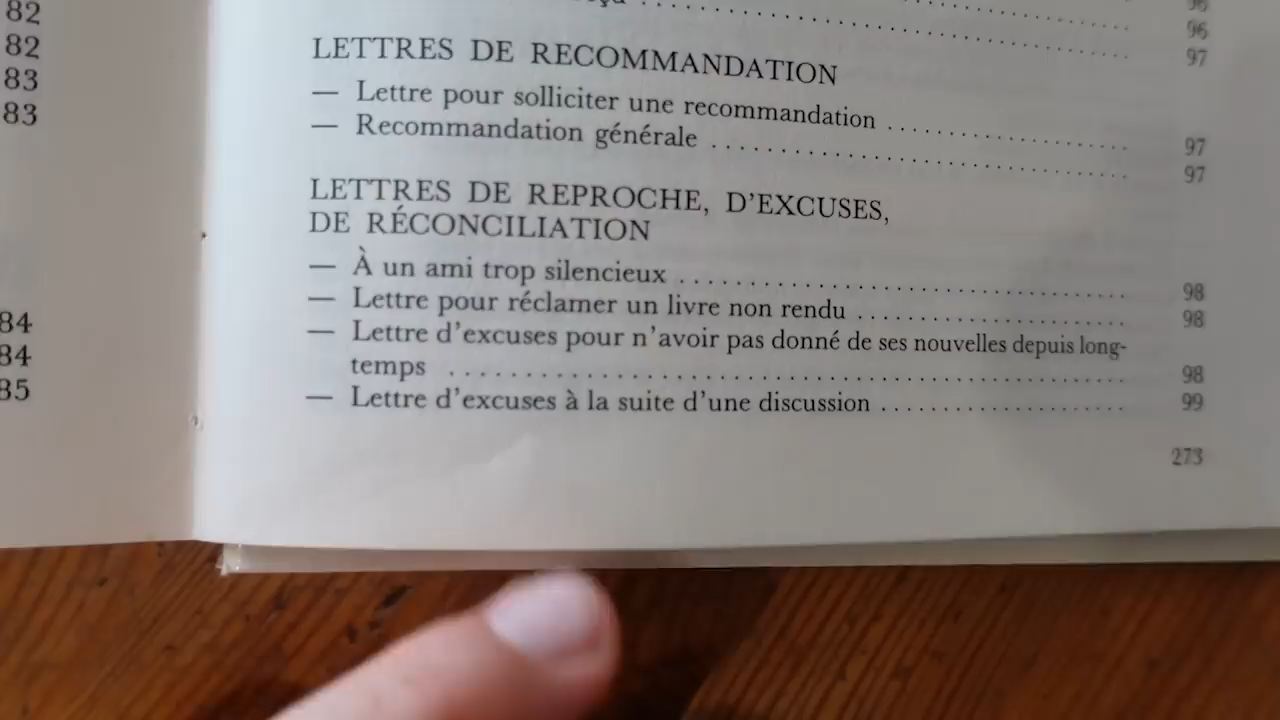 82
82
83
83
84
84
85
96
97
LETTRES DE RECOMMANDATION
— Lettre pour solliciter une recommandation ........ 97
— Recommandation générale ........ 97
LETTRES DE REPROCHE, D'EXCUSES,
DE RÉCONCILIATION
— À un ami trop silencieux ........ 98
— Lettre pour réclamer un livre non rendu ........ 98
— Lettre d'excuses pour n'avoir pas donné de ses nouvelles depuis long-
temps ........ 98
— Lettre d'excuses à la suite d'une discussion ........ 99
273